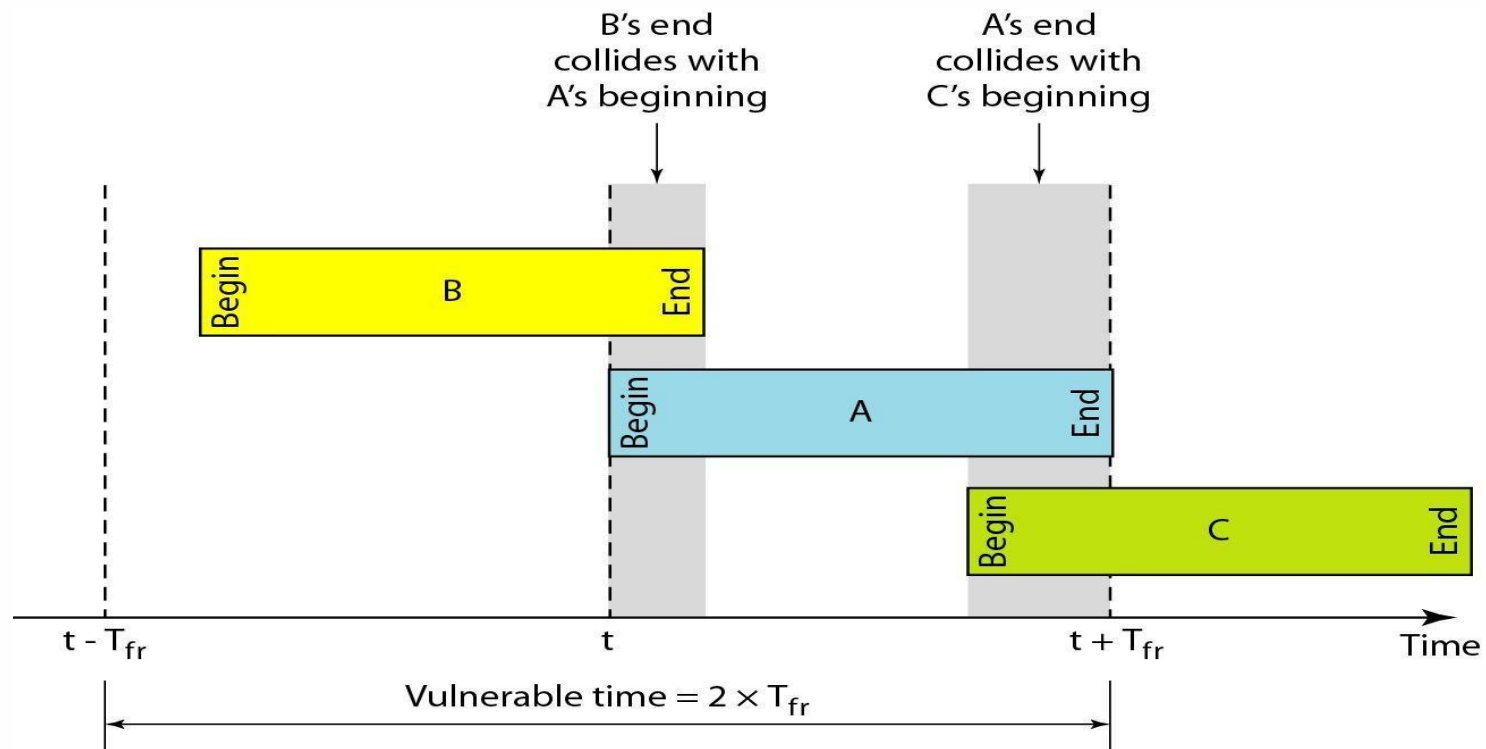 B’s end
collides with
A’s beginning
A’s end
collides with
C’s beginning
Begin
B
End
Begin
A
End
Begin
C
End
t - Tfr
t
t + Tfr
Time
Vulnerable time = 2 × Tfr